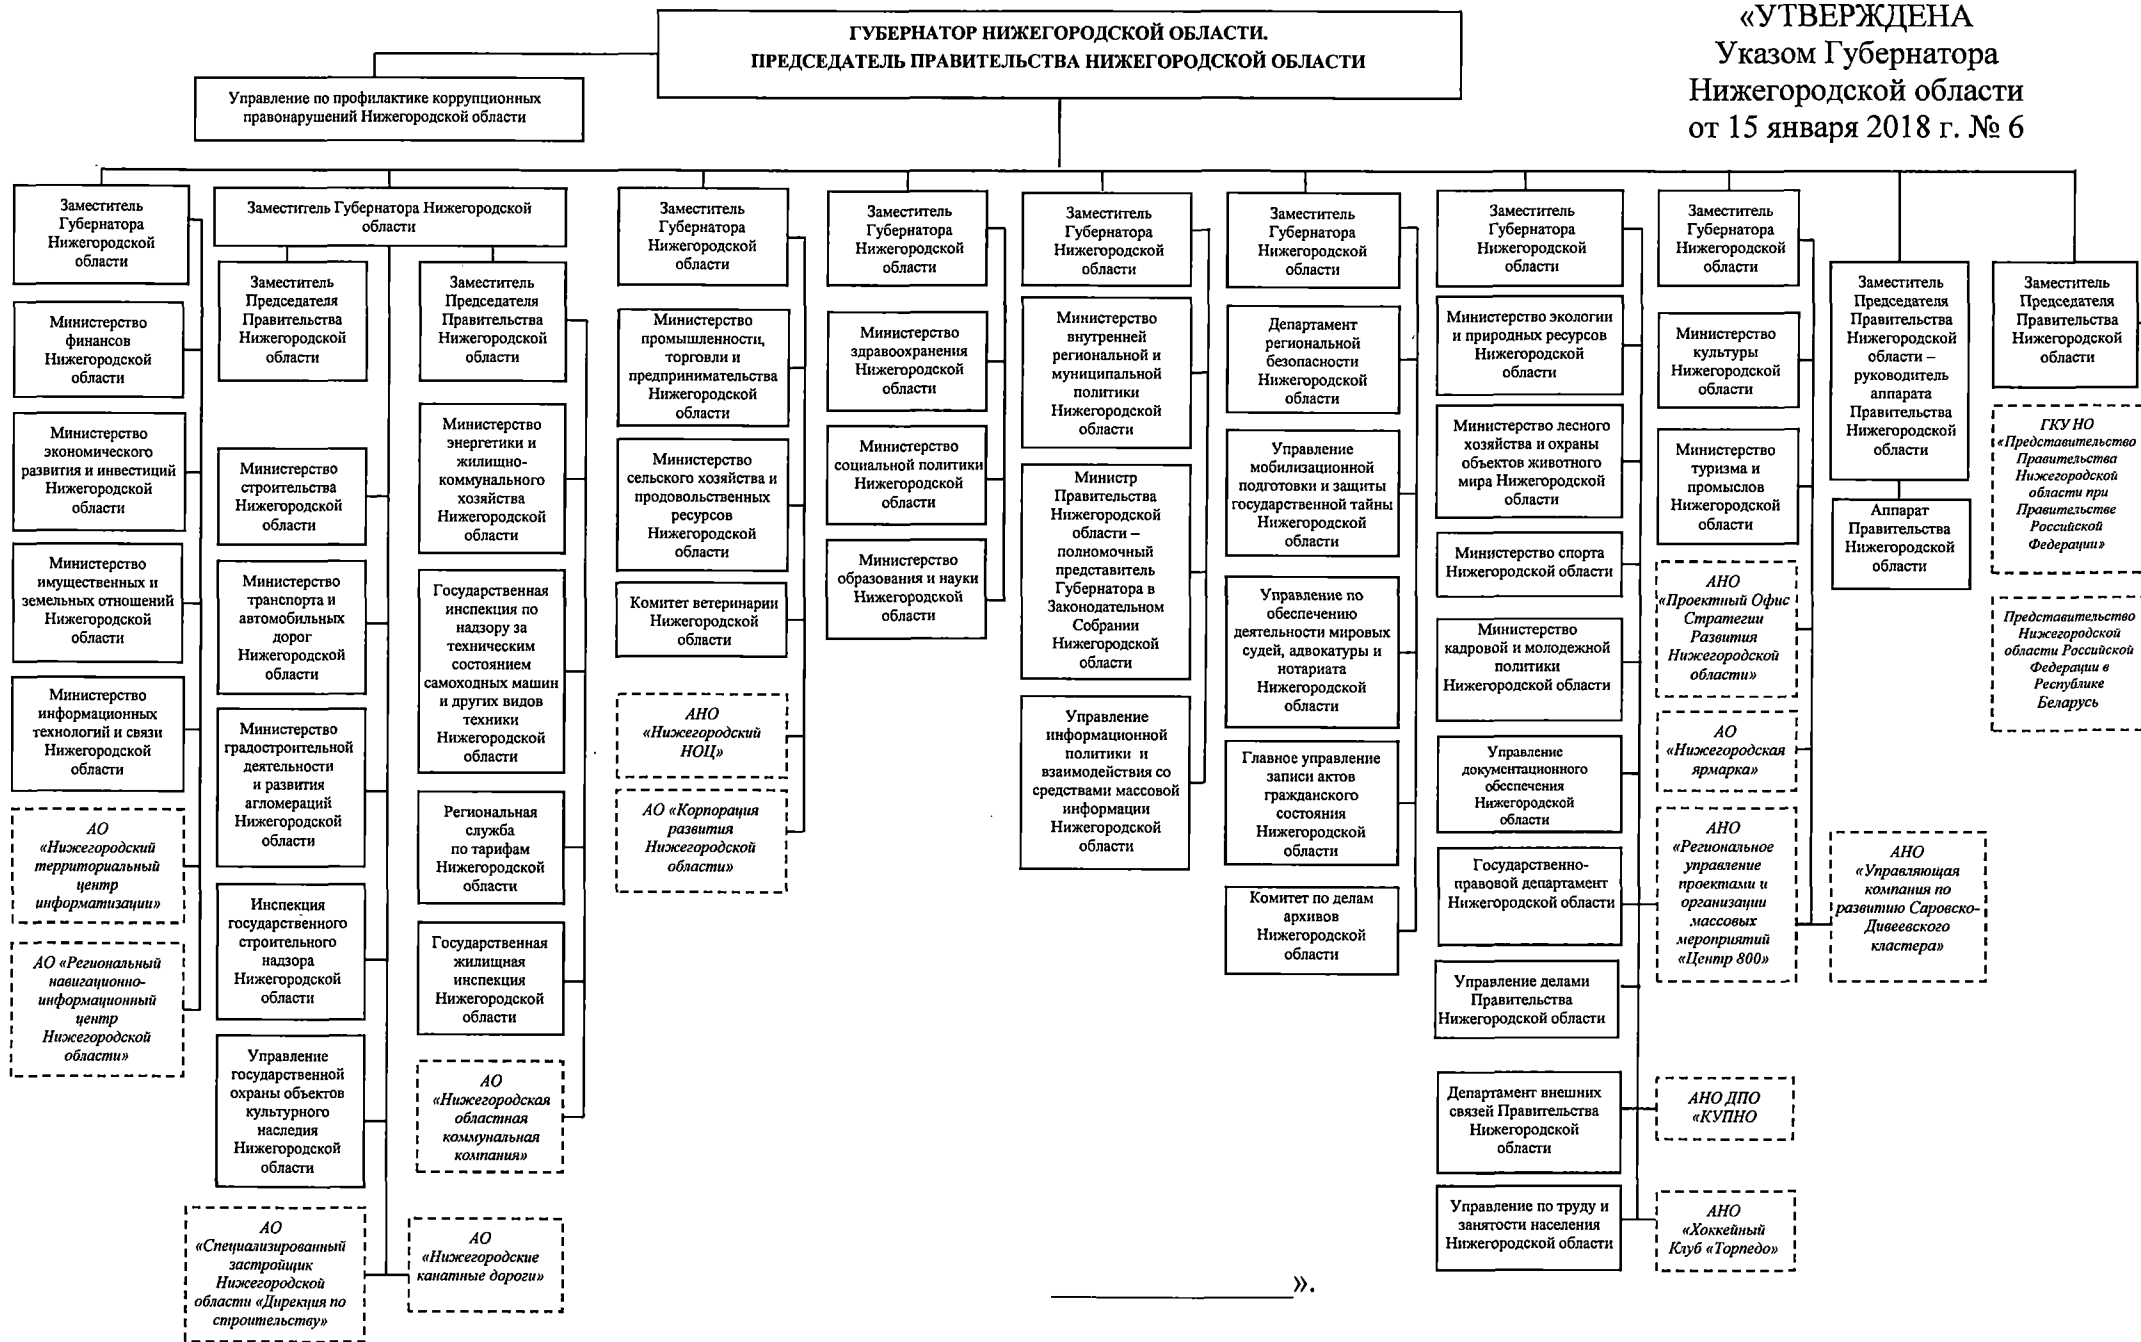 «УТВЕРЖДЕНА
Указом Губернатора
Нижегородской области
от 15 января 2018 г. № 6
ГУБЕРНАТОР НИЖЕГОРОДСКОЙ ОБЛАСТИ.
ПРЕДСЕДАТЕЛЬ ПРАВИТЕЛЬСТВА НИЖЕГОРОДСКОЙ ОБЛАСТИ
Управление по профилактике коррупционных
правонарушений Нижегородской области
Заместитель
Губернатора
Нижегородской
области
Министерство
финансов
Нижегородской
области
Министерство
экономического
развития и инвестиций
Нижегородской
области
Министерство
имущественных и
земельных отношений
Нижегородской
области
Министерство
информационных
технологий и связи
Нижегородской
области
АО
«Нижегородский
территориальный
центр
информатизации»
АО «Региональный
навигационно-
информационный
центр
Нижегородской
области»
Заместитель Губернатора Нижегородской
области
Заместитель
Председателя
Правительства
Нижегородской
области
Министерство
строительства
Нижегородской
области
Министерство
транспорта и
автомобильных
дорог
Нижегородской
области
Министерство
градостроительной
деятельности
и развития
агломераций
Нижегородской
области
Инспекция
государственного
строительного
надзора
Нижегородской
области
Управление
государственной
охраны объектов
культурного
наследия
Нижегородской
области
АО
«Специализированный
застройщик
Нижегородской
области «Дирекция по
строительству»
Заместитель
Председателя
Правительства
Нижегородской
области
Министерство
энергетики и
жилищно-
коммунального
хозяйства
Нижегородской
области
Государственная
инспекция по
надзору за
техническим
состоянием
самоходных машин
и других видов
техники
Нижегородской
области
Региональная
служба
по тарифам
Нижегородской
области
Государственная
жилищная
инспекция
Нижегородской
области
АО
«Нижегородская
областная
коммунальная
компания»
АО
«Нижегородские
канатные дороги»
Заместитель
Губернатора
Нижегородской
области
Министерство
промышленности,
торговли и
предпринимательства
Нижегородской
области
Министерство
сельского хозяйства и
продовольственных
ресурсов
Нижегородской
области
Комитет ветеринарии
Нижегородской
области
АНО
«Нижегородский
НОЦ»
АО «Корпорация
развития
Нижегородской
области»
Заместитель
Губернатора
Нижегородской
области
Министерство
здравоохранения
Нижегородской
области
Министерство
социальной политики
Нижегородской
области
Министерство
образования и науки
Нижегородской
области
Заместитель
Губернатора
Нижегородской
области
Министерство
внутренней
региональной и
муниципальной
политики
Нижегородской
области
Министр
Правительства
Нижегородской
области –
полномочный
представитель
Губернатора в
Законодательном
Собрании
Нижегородской
области
Управление
информационной
политики и
взаимодействия со
средствами массовой
информации
Нижегородской
области
Заместитель
Губернатора
Нижегородской
области
Департамент
региональной
безопасности
Нижегородской
области
Управление
мобилизационной
подготовки и защиты
государственной тайны
Нижегородской
области
Управление по
обеспечению
деятельности мировых
судей, адвокатуры и
нотариата
Нижегородской
области
Главное управление
записи актов
гражданского
состояния
Нижегородской
области
Комитет по делам
архивов
Нижегородской
области
Заместитель
Губернатора
Нижегородской
области
Министерство экологии
и природных ресурсов
Нижегородской
области
Министерство лесного
хозяйства и охраны
объектов животного
мира Нижегородской
области
Министерство спорта
Нижегородской области
Министерство
кадровой и молодежной
политики
Нижегородской области
Управление
документационного
обеспечения
Нижегородской
области
Государственно-
правовой департамент
Нижегородской области
Управление делами
Правительства
Нижегородской области
Департамент внешних
связей Правительства
Нижегородской
области
Управление по труду и
занятости населения
Нижегородской области
Заместитель
Губернатора
Нижегородской
области
Министерство
культуры
Нижегородской
области
Министерство
туризма и
промыслов
Нижегородской
области
АНО
«Проектный Офис
Стратегии
Развития
Нижегородской
области»
АО
«Нижегородская
ярмарка»
АНО
«Региональное
управление
проектами и
организации
массовых
мероприятий
«Центр 800»
АНО ДПО
«КУПНО
АНО
«Хоккейный
Клуб «Торпедо»
Заместитель
Председателя
Правительства
Нижегородской
области –
руководитель
аппарата
Правительства
Нижегородской
области
Аппарат
Правительства
Нижегородской
области
АНО
«Управляющая
компания по
развитию Саровско-
Дивеевского
кластера»
Заместитель
Председателя
Правительства
Нижегородской
области
ГКУ НО
«Представительство
Правительства
Нижегородской
области при
Правительстве
Российской
Федерации»
Представительство
Нижегородской
области Российской
Федерации в
Республике
Беларусь
».